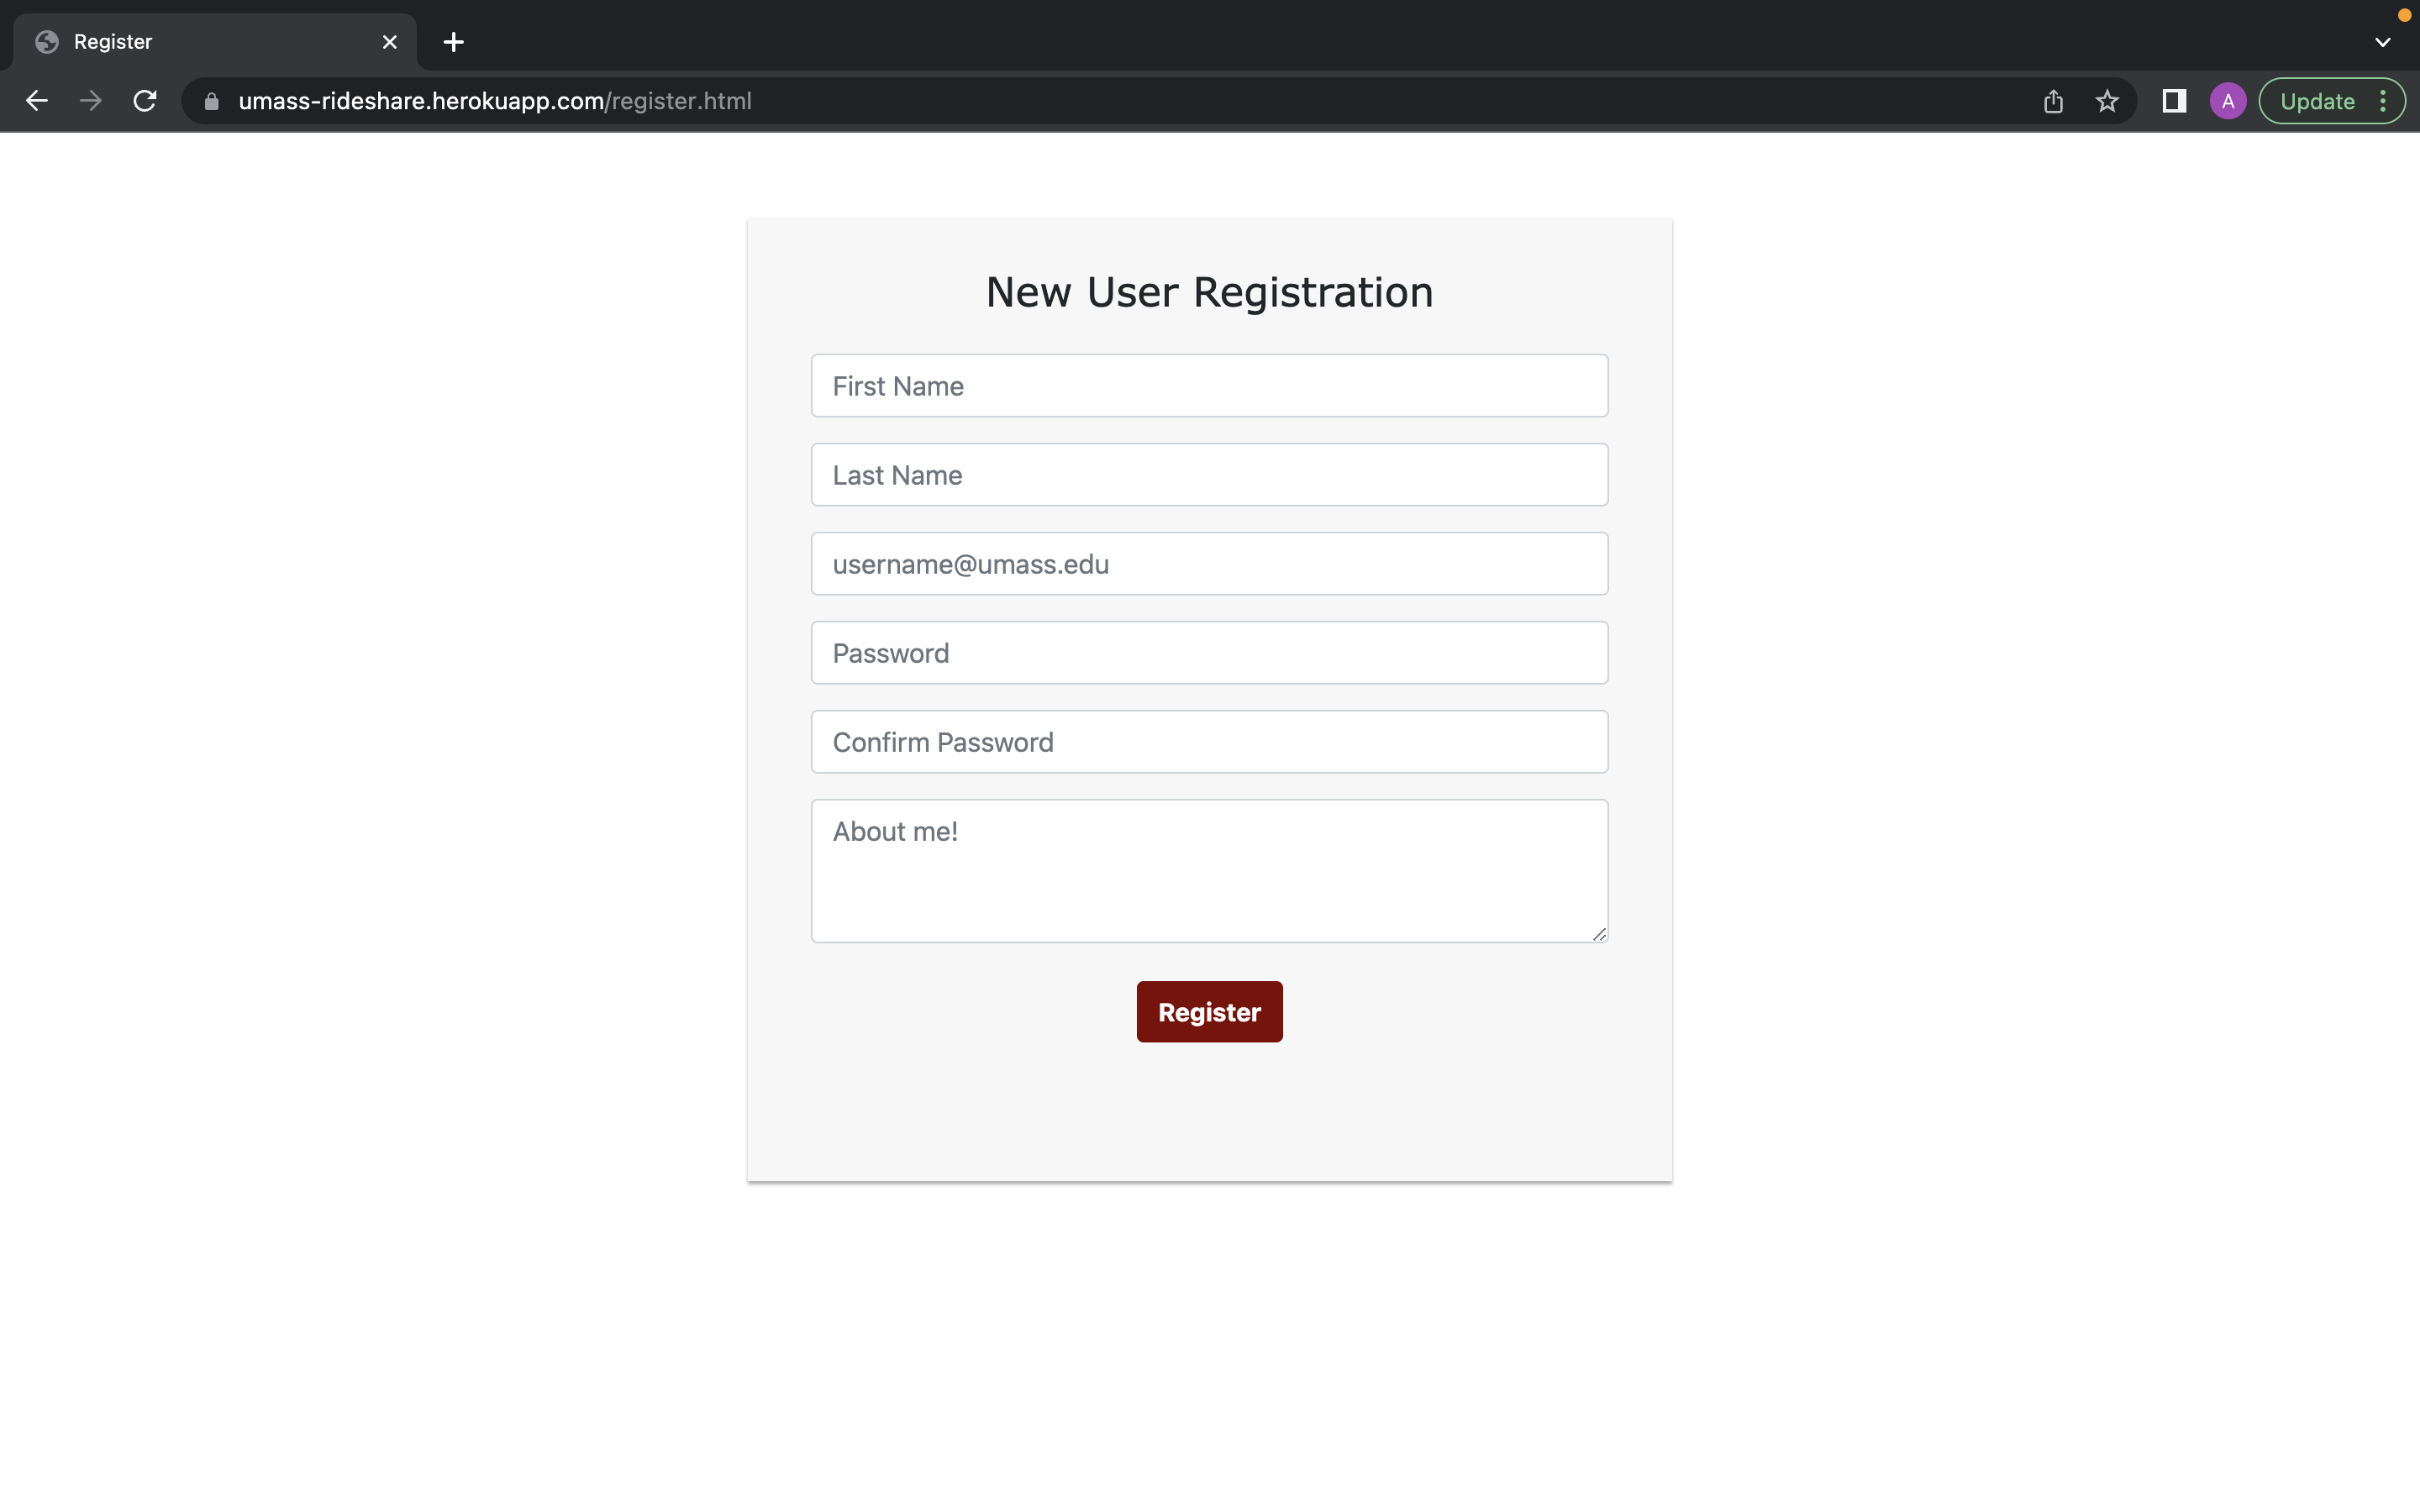 Register
umass-rideshare.herokuapp.com/register.html
A
Update
New User Registration
First Name
Last Name
username@umass.edu
Password
Confirm Password
About me!
Register